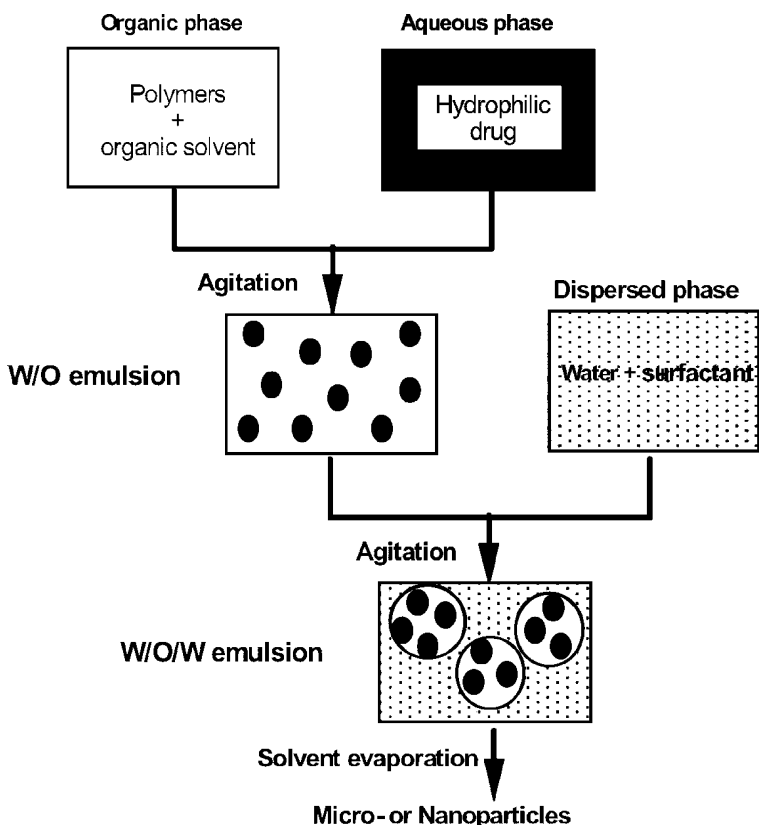 Organic phase
Aqueous phase
Polymers
+
organic solvent
Hydrophilic
drug
Agitation
Dispersed phase
W/O emulsion
Water + surfactant
Agitation
W/O/W emulsion
Solvent evaporation
Micro- or Nanoparticles